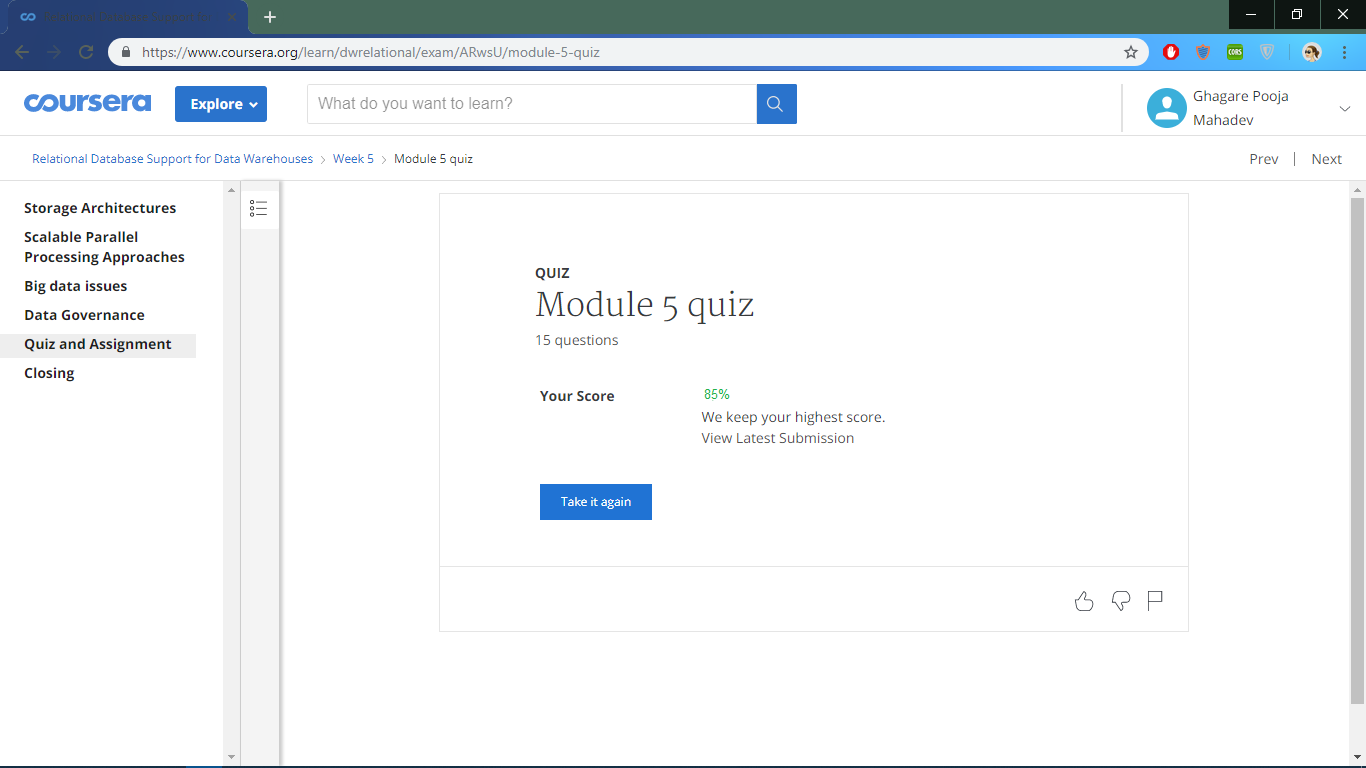 https://www.coursera.org/learn/dwrelational/exam/ARwsU/module-5-quiz
CORS
coursera
Explore
What do you want to learn?
Ghagare Pooja
Mahadev
Relational Database Support for Data Warehouses > Week 5 > Module 5 quiz
Prev | Next
Storage Architectures
Scalable Parallel
Processing Approaches
Big data issues
Data Governance
Quiz and Assignment
Closing
QUIZ
Module 5 quiz
15 questions
Your Score
85%
We keep your highest score.
View Latest Submission
Take it again